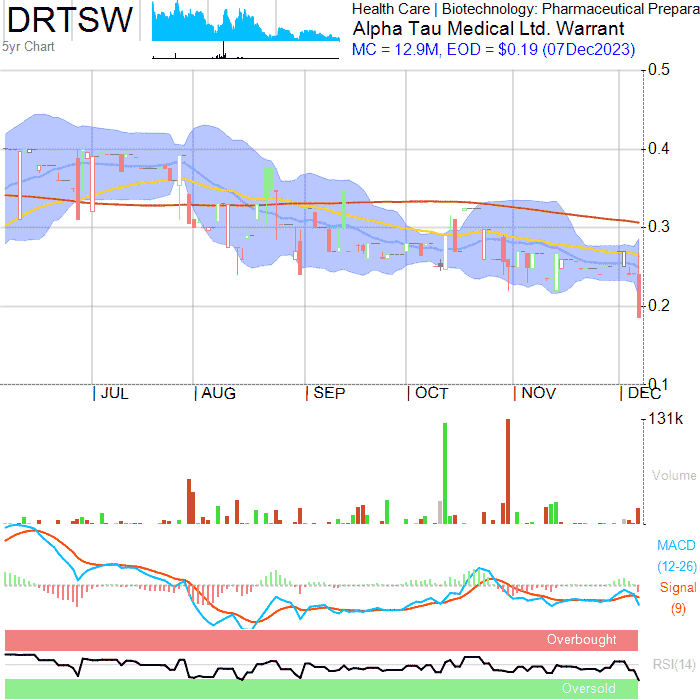 DRTSW
5yr Chart
Health Care | Biotechnology: Pharmaceutical Prepara
Alpha Tau Medical Ltd. Warrant
MC = 12.9M, EOD = $0.19 (07Dec2023)
0.5
0.4
0.3
0.2
0.1
| JUL | AUG | SEP | OCT | NOV | DEC
131k
Volume
MACD
(12-26)
Signal
(9)
Overbought
RSI(14)
Oversold